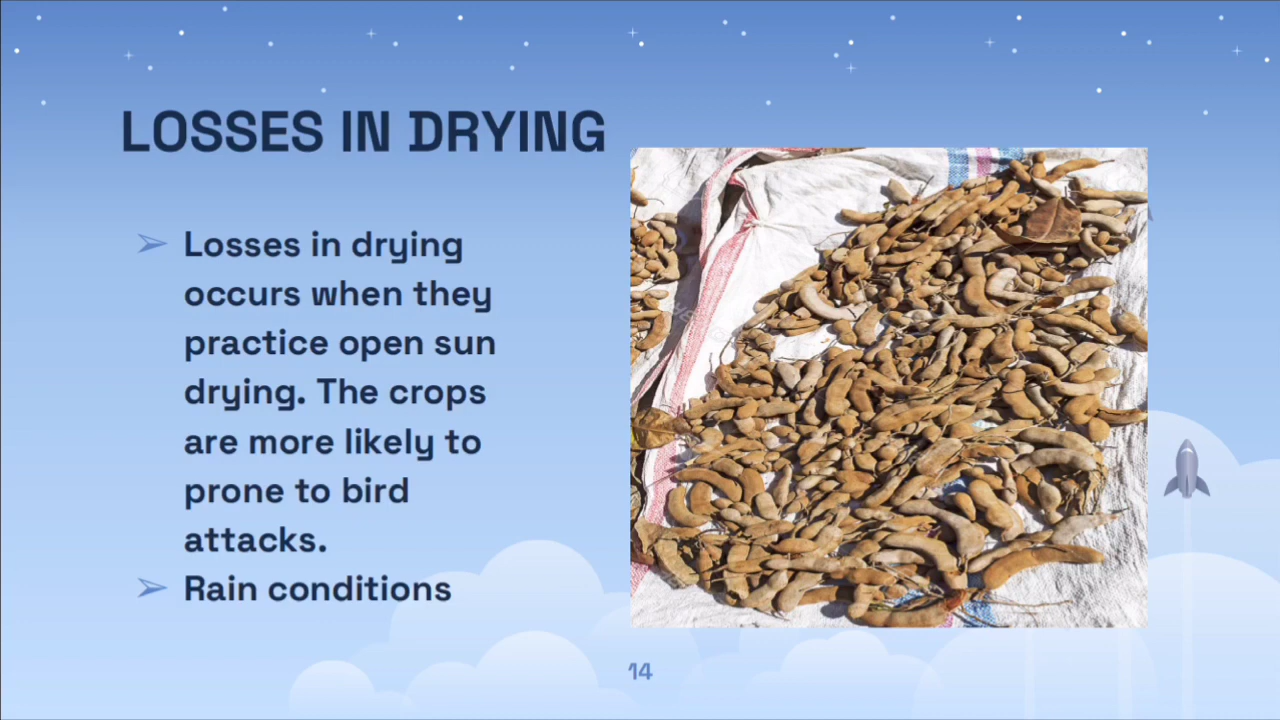 LOSSES IN DRYING
➢ Losses in drying
occurs when they
practice open sun
drying. The crops
are more likely to
prone to bird
attacks.
➢ Rain conditions
14